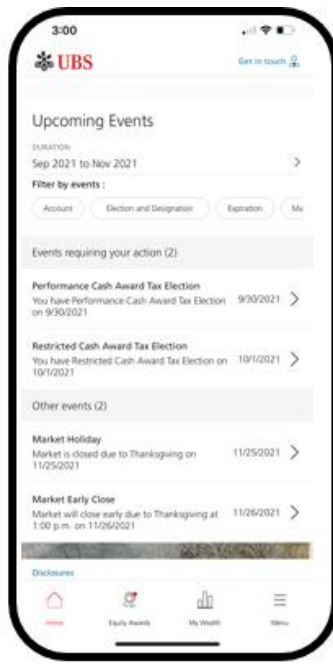 3:00
UBS
Get in touch
Upcoming Events
DURATION
Sep 2021 to Nov 2021
Filter by events :
Account
Election and Designation
Expiration
Ma
Events requiring your action (2)
Performance Cash Award Tax Election
You have Performance Cash Award Tax Election
on 9/30/2021
9/30/2021
Restricted Cash Award Tax Election
You have Restricted Cash Award Tax Election on
10/1/2021
10/1/2021
Other events (2)
Market Holiday
Market is closed due to Thanksgiving on
11/25/2021
11/25/2021
Market Early Close
Market will close early due to Thanksgiving at
1:00 p.m. on 11/26/2021
11/26/2021
Disclosures
Home
Equity Awards
My Wealth
Menu